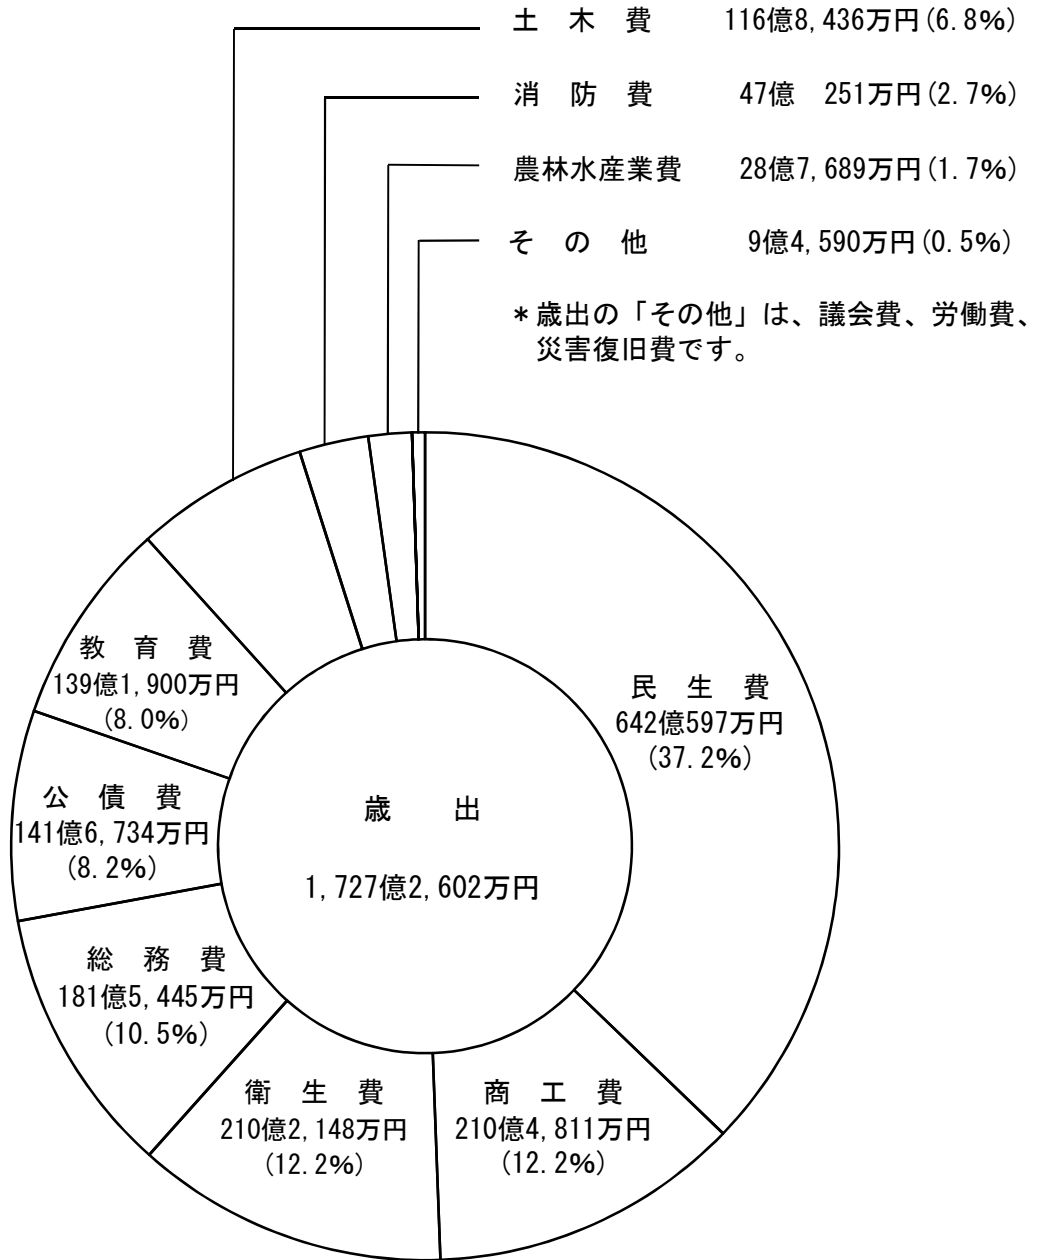 土木費 116億8,436万円(6.8%)
消防費 47億 251万円(2.7%)
農林水産業費 28億7,689万円(1.7%)
その他 9億4,590万円(0.5%)
*歳出の「その他」は、議会費、労働費、
災害復旧費です。
教育費
139億1,900万円
(8.0%)
民生費
642億597万円
(37.2%)
公債費
141億6,734万円
(8.2%)
歳出
1,727億2,602万円
総務費
181億5,445万円
(10.5%)
衛生費
210億2,148万円
(12.2%)
商工費
210億4,811万円
(12.2%)